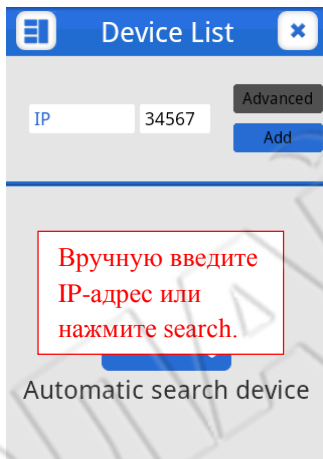 Device List
Advanced
IP
34567
Add
Вручную введите
IP-адрес или
нажмите search.
Automatic search device